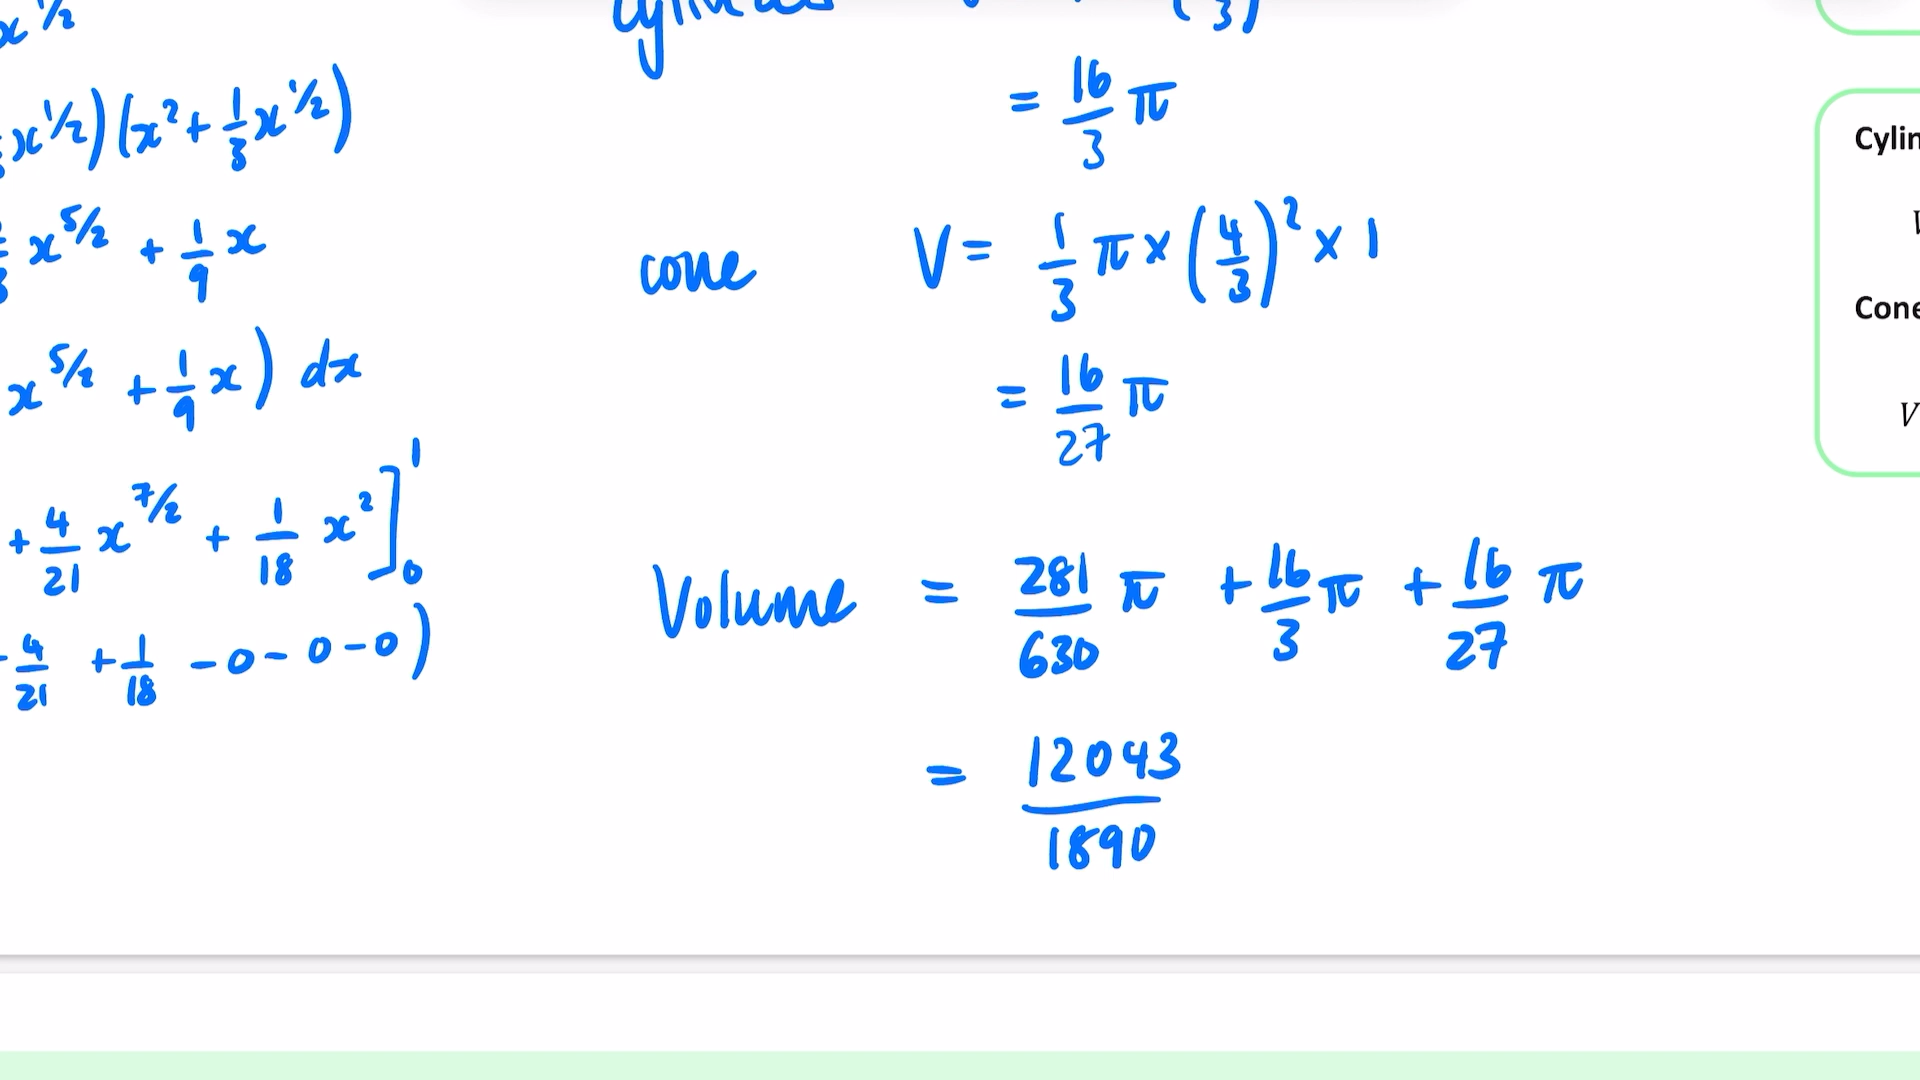 x^1/2
x^1/2)(x² + 1/3 x^1/2)
x^5/2 + 1/9 x
x^5/2 + 1/9 x) dx
+ 4/21 x^7/2 + 1/18 x²]₀¹
4/21 + 1/18 - 0 - 0 - 0)
= 16/3 π
cone V = 1/3 π × (4/3)² × 1
= 16/27 π
Volume = 281/630 π + 16/3 π + 16/27 π
= 12043/1890
Cylin
V
Cone
V